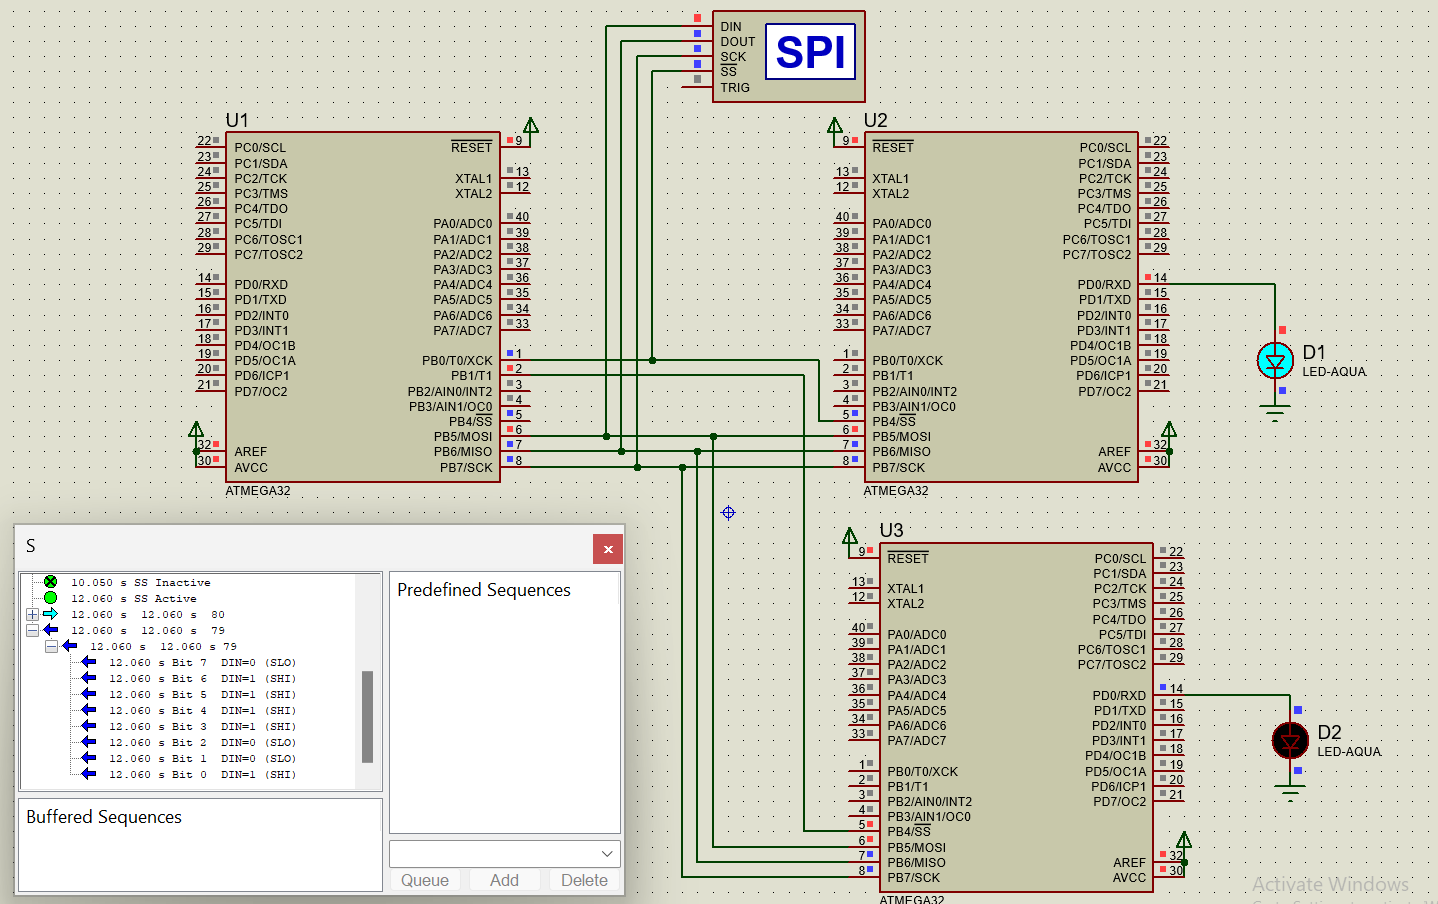 DIN
DOUT
SCK
SS
TRIG
SPI
U1
22 PC0/SCL
23 PC1/SDA
24 PC2/TCK
25 PC3/TMS
26 PC4/TDO
27 PC5/TDI
28 PC6/TOSC1
29 PC7/TOSC2
14 PD0/RXD
15 PD1/TXD
16 PD2/INT0
17 PD3/INT1
18 PD4/OC1B
19 PD5/OC1A
20 PD6/ICP1
21 PD7/OC2
32 AREF
30 AVCC
RESET 9
XTAL1 13
XTAL2 12
PA0/ADC0 40
PA1/ADC1 39
PA2/ADC2 38
PA3/ADC3 37
PA4/ADC4 36
PA5/ADC5 35
PA6/ADC6 34
PA7/ADC7 33
PB0/T0/XCK 1
PB1/T1 2
PB2/AIN0/INT2 3
PB3/AIN1/OC0 4
PB4/SS 5
PB5/MOSI 6
PB6/MISO 7
PB7/SCK 8
ATMEGA32
U2
9 RESET
13 XTAL1
12 XTAL2
40 PA0/ADC0
39 PA1/ADC1
38 PA2/ADC2
37 PA3/ADC3
36 PA4/ADC4
35 PA5/ADC5
34 PA6/ADC6
33 PA7/ADC7
1 PB0/T0/XCK
2 PB1/T1
3 PB2/AIN0/INT2
4 PB3/AIN1/OC0
5 PB4/SS
6 PB5/MOSI
7 PB6/MISO
8 PB7/SCK
PC0/SCL 22
PC1/SDA 23
PC2/TCK 24
PC3/TMS 25
PC4/TDO 26
PC5/TDI 27
PC6/TOSC1 28
PC7/TOSC2 29
PD0/RXD 14
PD1/TXD 15
PD2/INT0 16
PD3/INT1 17
PD4/OC1B 18
PD5/OC1A 19
PD6/ICP1 20
PD7/OC2 21
AREF 32
AVCC 30
ATMEGA32
D1
LED-AQUA
U3
9 RESET
13 XTAL1
12 XTAL2
40 PA0/ADC0
39 PA1/ADC1
38 PA2/ADC2
37 PA3/ADC3
36 PA4/ADC4
35 PA5/ADC5
34 PA6/ADC6
33 PA7/ADC7
1 PB0/T0/XCK
2 PB1/T1
3 PB2/AIN0/INT2
4 PB3/AIN1/OC0
5 PB4/SS
6 PB5/MOSI
7 PB6/MISO
8 PB7/SCK
PC0/SCL 22
PC1/SDA 23
PC2/TCK 24
PC3/TMS 25
PC4/TDO 26
PC5/TDI 27
PC6/TOSC1 28
PC7/TOSC2 29
PD0/RXD 14
PD1/TXD 15
PD2/INT0 16
PD3/INT1 17
PD4/OC1B 18
PD5/OC1A 19
PD6/ICP1 20
PD7/OC2 21
AREF 32
AVCC 30
ATMEGA32
D2
LED-AQUA
S
10.050 s SS Inactive
12.060 s SS Active
12.060 s 12.060 s 80
12.060 s 12.060 s 79
12.060 s 12.060 s 79
12.060 s Bit 7 DIN=0 (SLO)
12.060 s Bit 6 DIN=1 (SHI)
12.060 s Bit 5 DIN=1 (SHI)
12.060 s Bit 4 DIN=1 (SHI)
12.060 s Bit 3 DIN=1 (SHI)
12.060 s Bit 2 DIN=0 (SLO)
12.060 s Bit 1 DIN=0 (SLO)
12.060 s Bit 0 DIN=1 (SHI)
Predefined Sequences
Buffered Sequences
Queue Add Delete
Activate Windows